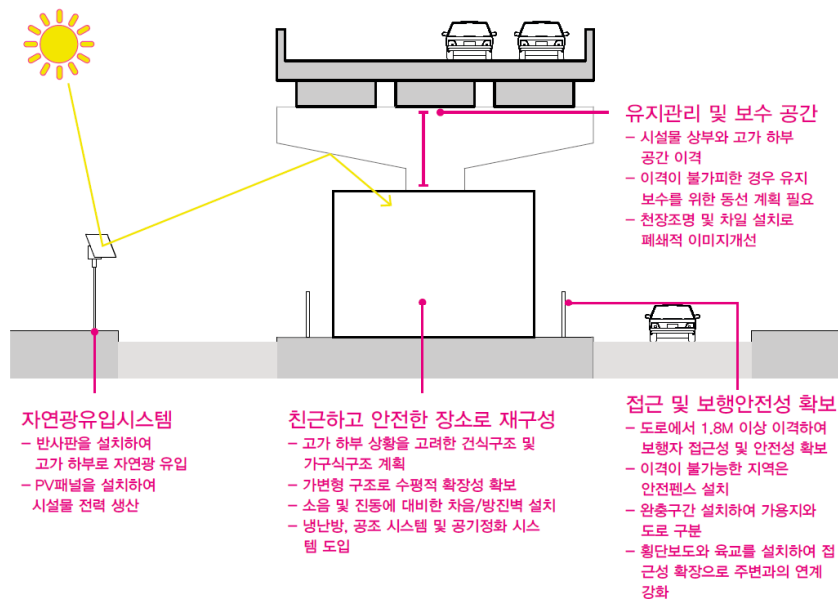 유지관리 및 보수 공간
– 시설물 상부와 고가 하부
공간 이격
– 이격이 불가피한 경우 유지
보수를 위한 동선 계획 필요
– 천장조명 및 차일 설치로
폐쇄적 이미지개선
자연광유입시스템
– 반사판을 설치하여
고가 하부로 자연광 유입
– PV패널을 설치하여
시설물 전력 생산
친근하고 안전한 장소로 재구성
– 고가 하부 상황을 고려한 건식구조 및
가구식구조 계획
– 가변형 구조로 수평적 확장성 확보
– 소음 및 진동에 대비한 차음/방진벽 설치
– 냉난방, 공조 시스템 및 공기정화 시스
템 도입
접근 및 보행안전성 확보
– 도로에서 1.8M 이상 이격하여
보행자 접근성 및 안전성 확보
– 이격이 불가능한 지역은
안전펜스 설치
– 완충구간 설치하여 가용지와
도로 구분
– 횡단보도와 육교를 설치하여 접
근성 확장으로 주변과의 연계
강화